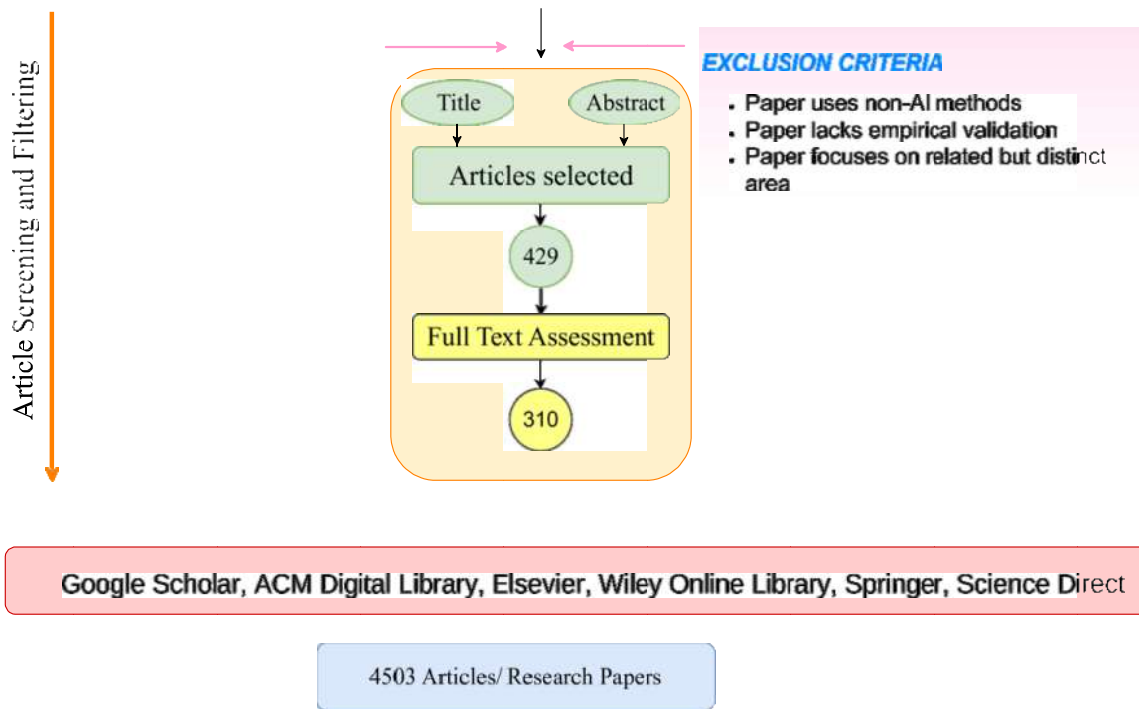 Article Screening and Filtering
EXCLUSION CRITERIA
• Paper uses non-AI methods
• Paper lacks empirical validation
• Paper focuses on related but distinct
area
Title
Abstract
Articles selected
429
Full Text Assessment
310
Google Scholar, ACM Digital Library, Elsevier, Wiley Online Library, Springer, Science Direct
4503 Articles/ Research Papers